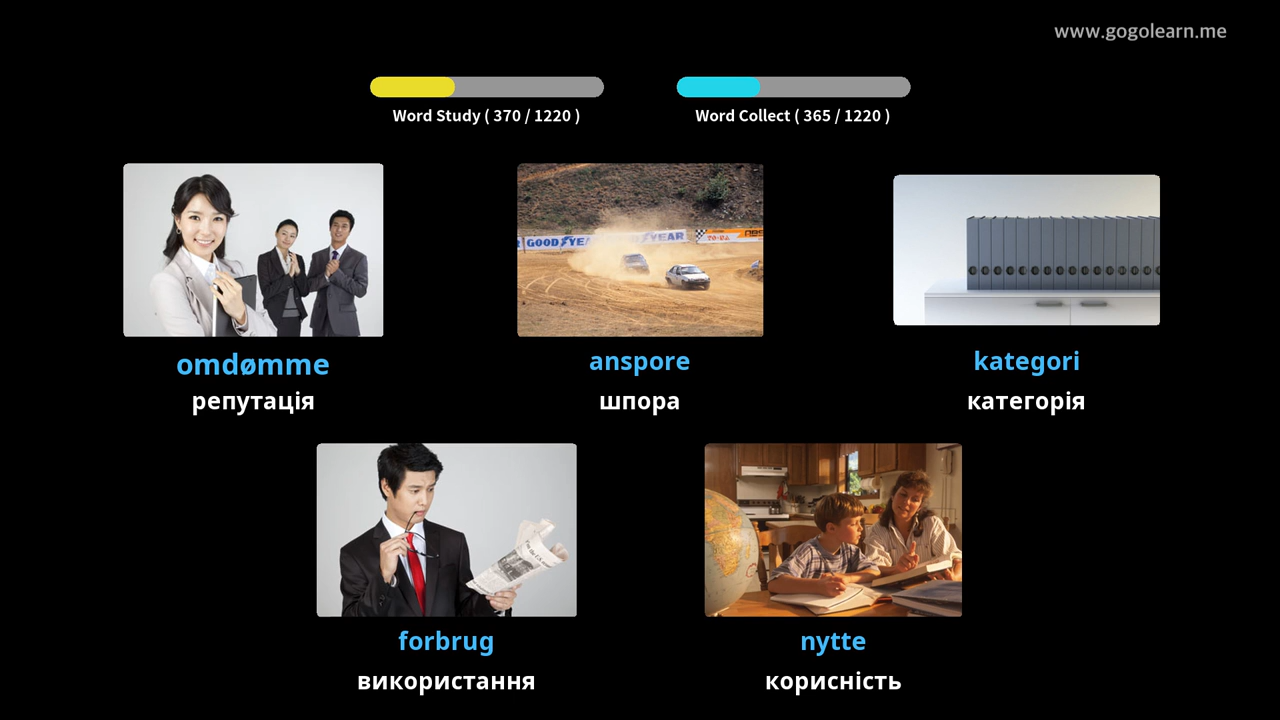 www.gogolearn.me
Word Study ( 370 / 1220 )
Word Collect ( 365 / 1220 )
GOODYEAR
omdømme
anspore
kategori
репутація
шпора
категорія
forbrug
nytte
використання
корисність